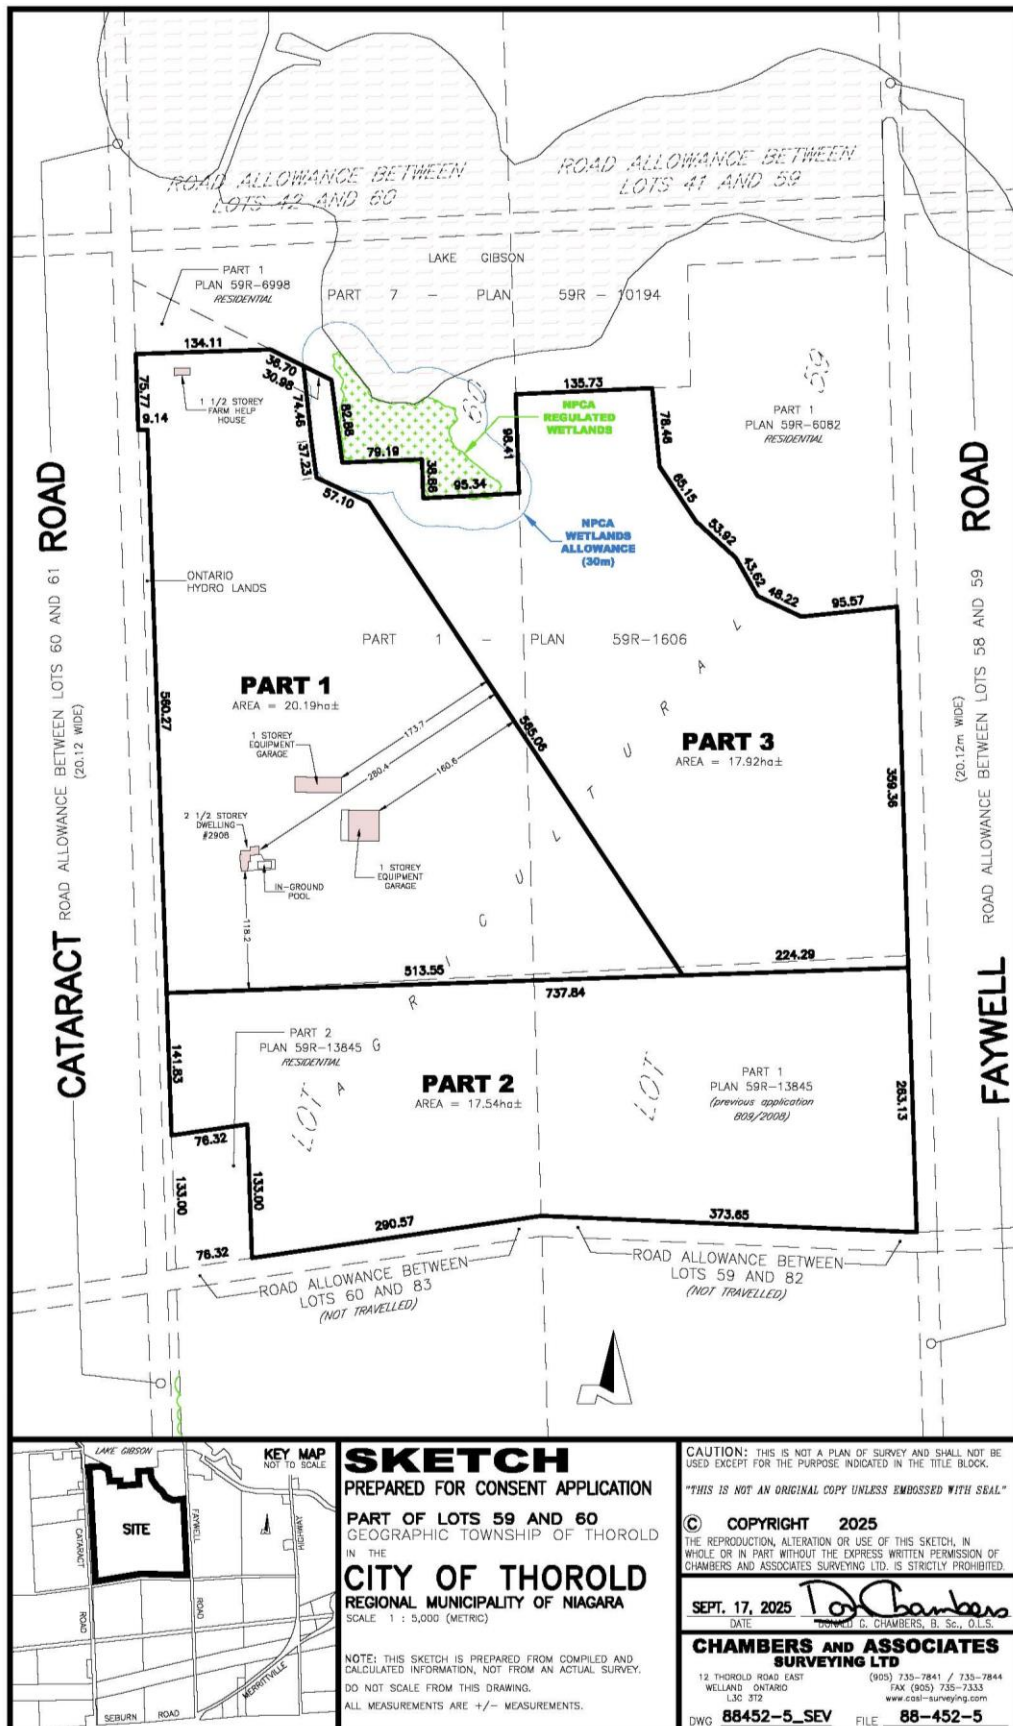 ROAD ALLOWANCE BETWEEN
LOTS 42 AND 60
ROAD ALLOWANCE BETWEEN
LOTS 41 AND 59
LAKE GIBSON
PART 7 - PLAN 59R - 10194
PART 1
PLAN 59R-6998
RESIDENTIAL
134.11
36.70
30.98
75.77
9.14
1 1/2 STOREY
FARM HELP
HOUSE
74.46
37.23
82.88
79.19
38.86
95.34
57.10
98.41
135.73
78.48
NPCA
REGULATED
WETLANDS
NPCA
WETLANDS
ALLOWANCE
(30m)
59
PART 1
PLAN 59R-6082
RESIDENTIAL
65.15
53.92
43.62
48.22
95.57
CATARACT ROAD ALLOWANCE BETWEEN LOTS 60 AND 61 ROAD
(20.12 WIDE)
FAYWELL ROAD ALLOWANCE BETWEEN LOTS 58 AND 59 ROAD
(20.12m WIDE)
ONTARIO
HYDRO LANDS
PART 1 - PLAN 59R-1606
PART 1
AREA = 20.19ha±
560.27
173.7
280.4
160.6
565.06
PART 3
AREA = 17.92ha±
359.36
1 STOREY
EQUIPMENT
GARAGE
2 1/2 STOREY
DWELLING
#2908
IN-GROUND
POOL
1 STOREY
EQUIPMENT
GARAGE
118.2
A G R I C U L T U R A L
513.55
224.29
737.84
141.83
PART 2
PLAN 59R-13845
RESIDENTIAL
LOT
PART 2
AREA = 17.54ha±
LOT
PART 1
PLAN 59R-13845
(previous application
B09/2008)
263.13
76.32
133.00
133.00
76.32
290.57
373.65
ROAD ALLOWANCE BETWEEN
LOTS 60 AND 83
(NOT TRAVELLED)
ROAD ALLOWANCE BETWEEN
LOTS 59 AND 82
(NOT TRAVELLED)
KEY MAP
NOT TO SCALE
LAKE GIBSON
SITE
CATARACT ROAD
FAYWELL ROAD
HIGHWAY
MERRITTVILLE
SEBURN ROAD
SKETCH
PREPARED FOR CONSENT APPLICATION
PART OF LOTS 59 AND 60
GEOGRAPHIC TOWNSHIP OF THOROLD
IN THE
CITY OF THOROLD
REGIONAL MUNICIPALITY OF NIAGARA
SCALE 1 : 5,000 (METRIC)
NOTE: THIS SKETCH IS PREPARED FROM COMPILED AND
CALCULATED INFORMATION, NOT FROM AN ACTUAL SURVEY.
DO NOT SCALE FROM THIS DRAWING.
ALL MEASUREMENTS ARE +/- MEASUREMENTS.
CAUTION: THIS IS NOT A PLAN OF SURVEY AND SHALL NOT BE
USED EXCEPT FOR THE PURPOSE INDICATED IN THE TITLE BLOCK.
"THIS IS NOT AN ORIGINAL COPY UNLESS EMBOSSED WITH SEAL"
© COPYRIGHT 2025
THE REPRODUCTION, ALTERATION OR USE OF THIS SKETCH, IN
WHOLE OR IN PART WITHOUT THE EXPRESS WRITTEN PERMISSION OF
CHAMBERS AND ASSOCIATES SURVEYING LTD. IS STRICTLY PROHIBITED.
SEPT. 17, 2025 Don Chambers
DATE DONALD G. CHAMBERS, B. Sc., O.L.S.
CHAMBERS AND ASSOCIATES
SURVEYING LTD
12 THOROLD ROAD EAST
WELLAND ONTARIO
L3C 3T2
(905) 735-7841 / 735-7844
FAX (905) 735-7333
www.casl-surveying.com
DWG 88452-5_SEV FILE 88-452-5